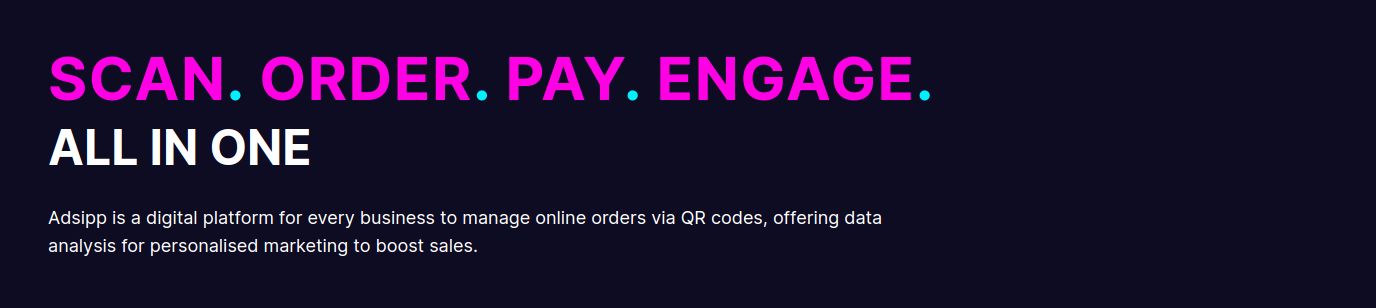 SCAN. ORDER. PAY. ENGAGE.
ALL IN ONE
Adsipp is a digital platform for every business to manage online orders via QR codes, offering data
analysis for personalised marketing to boost sales.